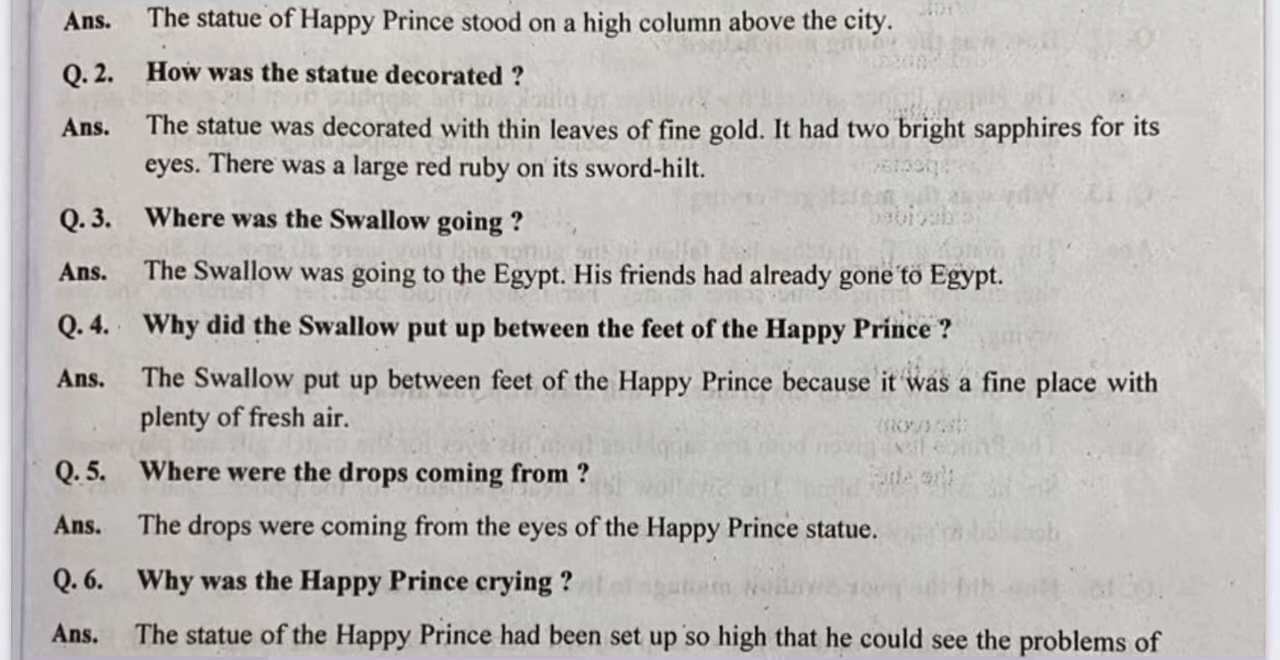 Ans. The statue of Happy Prince stood on a high column above the city.
Q. 2. How was the statue decorated ?
Ans. The statue was decorated with thin leaves of fine gold. It had two bright sapphires for its
eyes. There was a large red ruby on its sword-hilt.
Q. 3. Where was the Swallow going ?
Ans. The Swallow was going to the Egypt. His friends had already gone to Egypt.
Q. 4. Why did the Swallow put up between the feet of the Happy Prince ?
Ans. The Swallow put up between feet of the Happy Prince because it was a fine place with
plenty of fresh air.
Q. 5. Where were the drops coming from ?
Ans. The drops were coming from the eyes of the Happy Prince statue.
Q. 6. Why was the Happy Prince crying ?
Ans. The statue of the Happy Prince had been set up so high that he could see the problems of